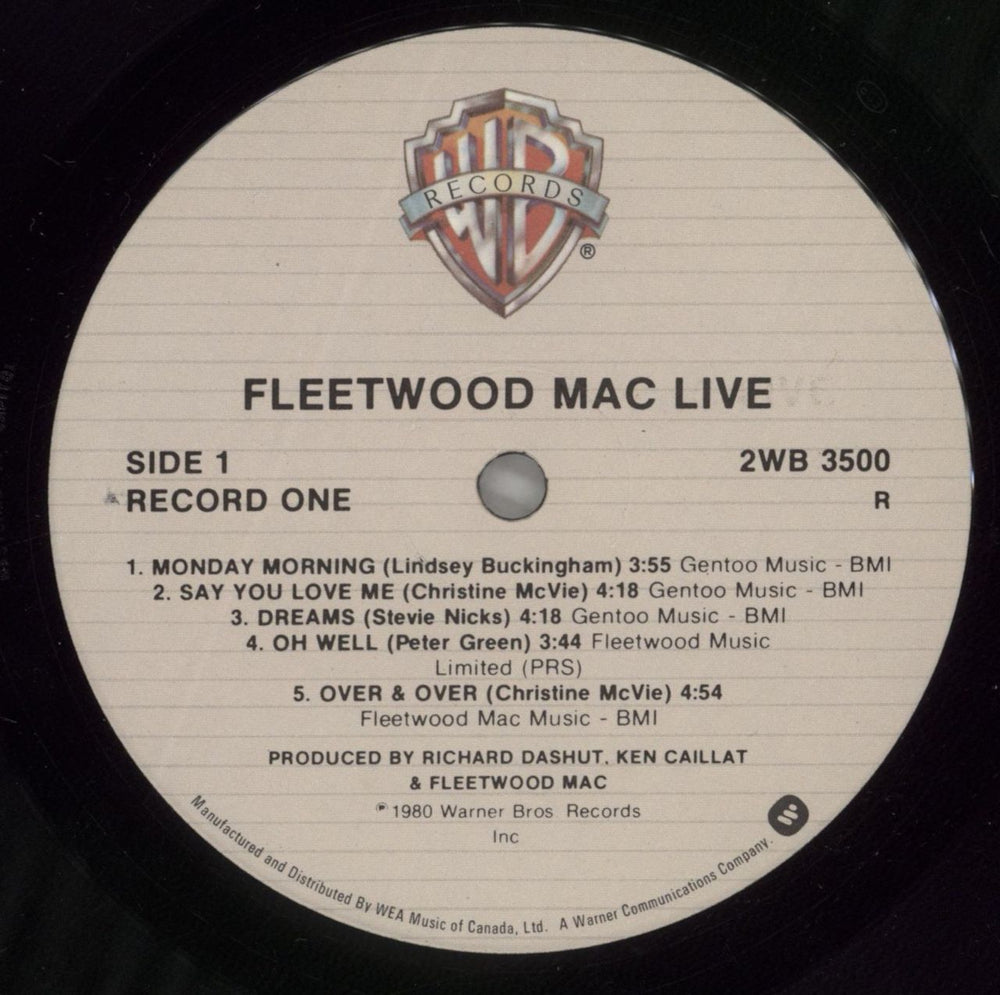 WB
RECORDS
®
FLEETWOOD MAC LIVE
SIDE 1
2WB 3500
RECORD ONE
R
1. MONDAY MORNING (Lindsey Buckingham) 3:55 Gentoo Music - BMI
2. SAY YOU LOVE ME (Christine McVie) 4:18 Gentoo Music - BMI
3. DREAMS (Stevie Nicks) 4:18 Gentoo Music - BMI
4. OH WELL (Peter Green) 3:44 Fleetwood Music
Limited (PRS)
5. OVER & OVER (Christine McVie) 4:54
Fleetwood Mac Music - BMI
PRODUCED BY RICHARD DASHUT, KEN CAILLAT
& FLEETWOOD MAC
℗ 1980 Warner Bros Records
Inc
Manufactured and Distributed By WEA Music of Canada, Ltd. A Warner Communications Company.